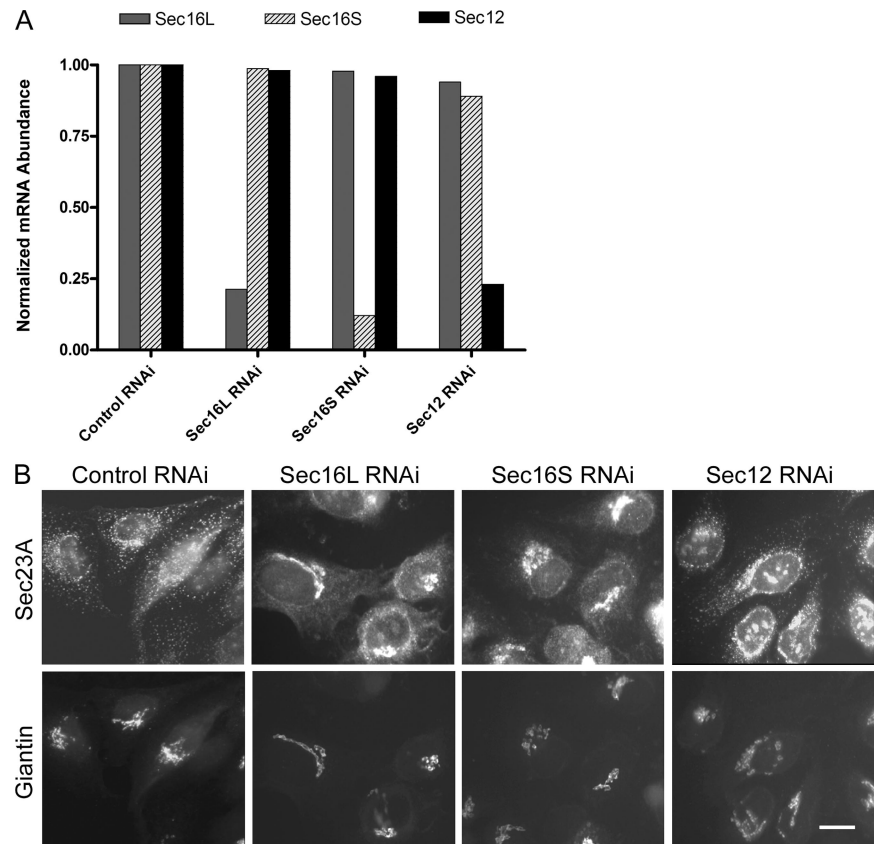 A
Sec16L Sec16S Sec12
Normalized mRNA Abundance
1.00
0.75
0.50
0.25
0.00
Control RNAi
Sec16L RNAi
Sec16S RNAi
Sec12 RNAi
B
Control RNAi Sec16L RNAi Sec16S RNAi Sec12 RNAi
Sec23A
Giantin